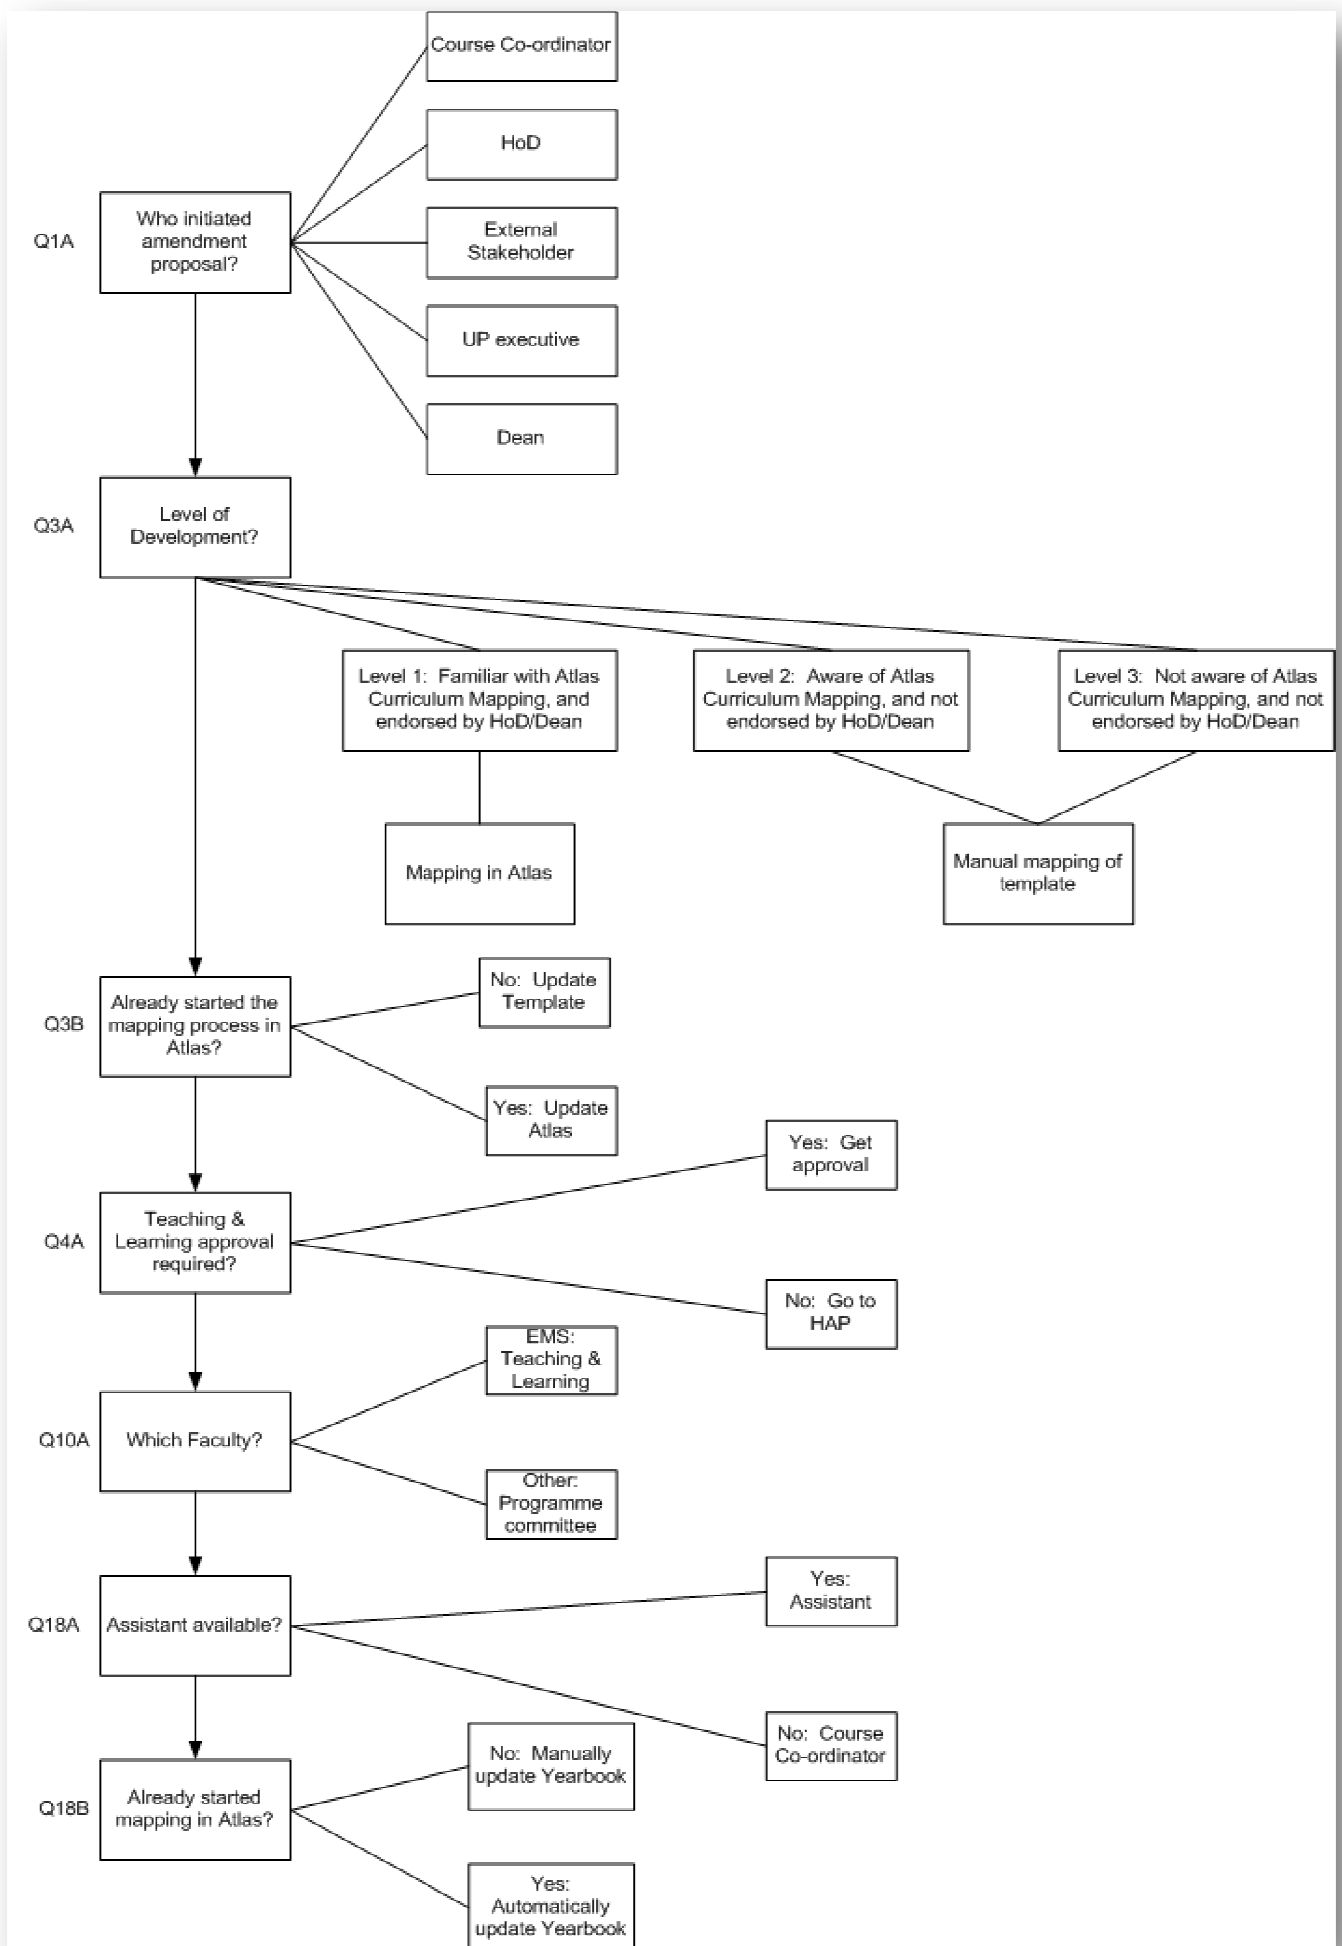 Course Co-ordinator
HoD
Q1A
Who initiated
amendment
proposal?
External
Stakeholder
UP executive
Dean
Q3A
Level of
Development?
Level 1:  Familiar with Atlas
Curriculum Mapping, and
endorsed by HoD/Dean
Level 2:  Aware of Atlas
Curriculum Mapping, and not
endorsed by HoD/Dean
Level 3:  Not aware of Atlas
Curriculum Mapping, and not
endorsed by HoD/Dean
Mapping in Atlas
Manual mapping of
template
Q3B
Already started the
mapping process in
Atlas?
No:  Update
Template
Yes:  Update
Atlas
Q4A
Teaching &
Learning approval
required?
Yes:  Get
approval
No:  Go to
HAP
Q10A
Which Faculty?
EMS:
Teaching &
Learning
Other:
Programme
committee
Q18A
Assistant available?
Yes:
Assistant
No:  Course
Co-ordinator
Q18B
Already started
mapping in Atlas?
No:  Manually
update Yearbook
Yes:
Automatically
update Yearbook